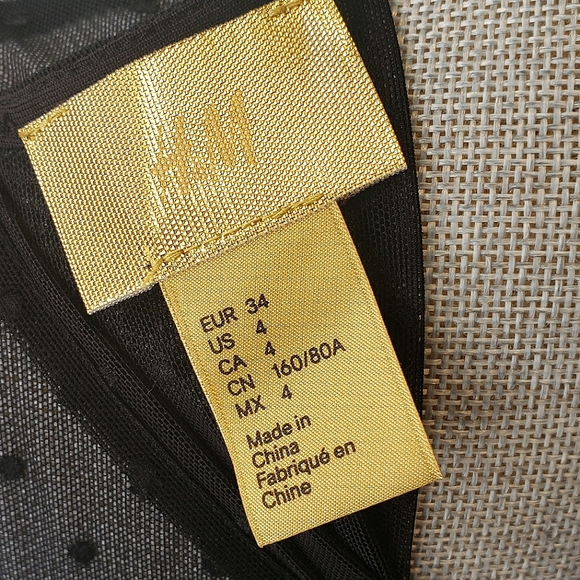 H&M
EUR 34
US 4
CA 4
CN 160/80A
MX 4
Made in
China
Fabriqué en
Chine